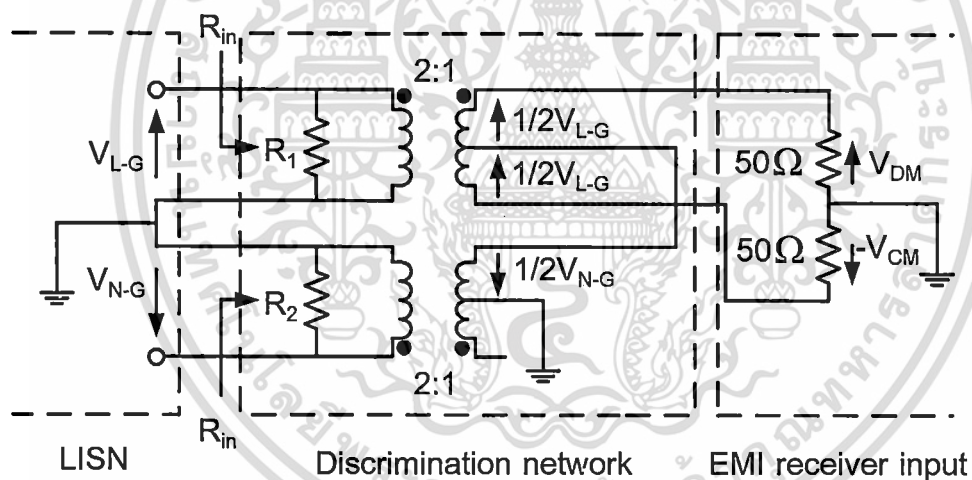 R_in
2:1
V_L-G
R_1
1/2V_L-G
1/2V_L-G
50Ω
V_DM
V_N-G
R_2
1/2V_N-G
50Ω
-V_CM
2:1
R_in
LISN
Discrimination network
EMI receiver input